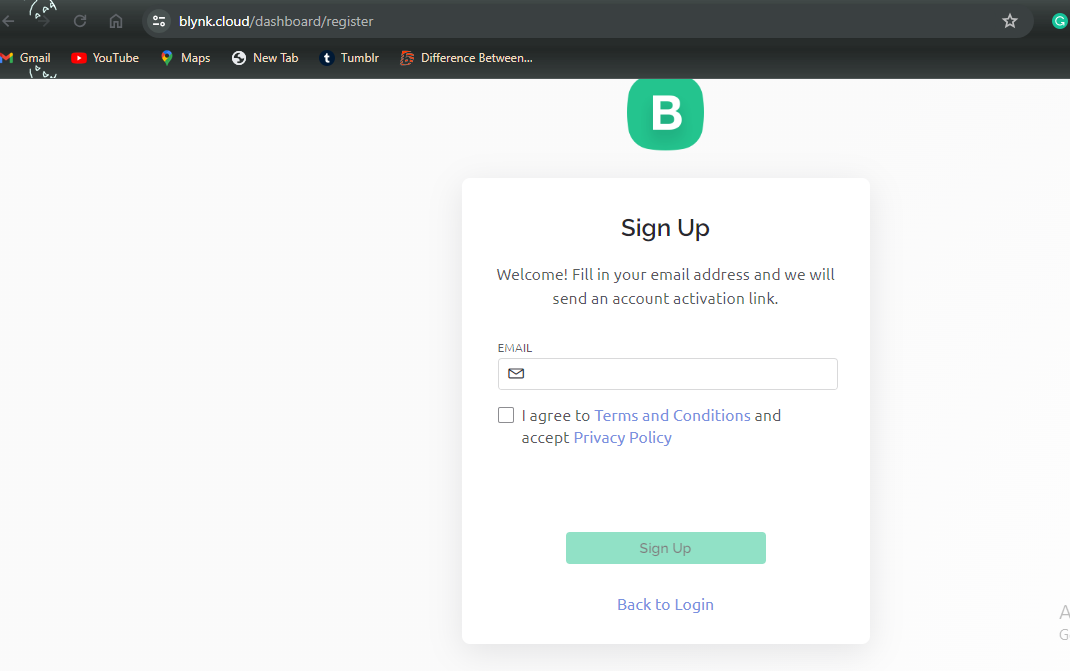 blynk.cloud/dashboard/register
Gmail YouTube Maps New Tab Tumblr Difference Between...
B
Sign Up
Welcome! Fill in your email address and we will
send an account activation link.
EMAIL
I agree to Terms and Conditions and
accept Privacy Policy
Sign Up
Back to Login
A
G